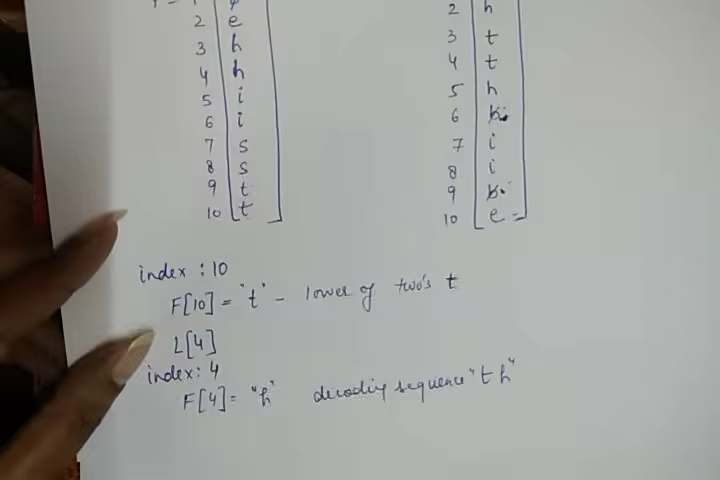 2 e
3 h
4 h
5 i
6 i
7 s
8 s
9 t
10 t
2 h
3 t
4 t
5 h
6
7 i
8 i
9
10 e
index : 10
F[10] = "t" - lower of two's t
L[4]
index: 4
F[4] = "h" decoding sequence "t h"